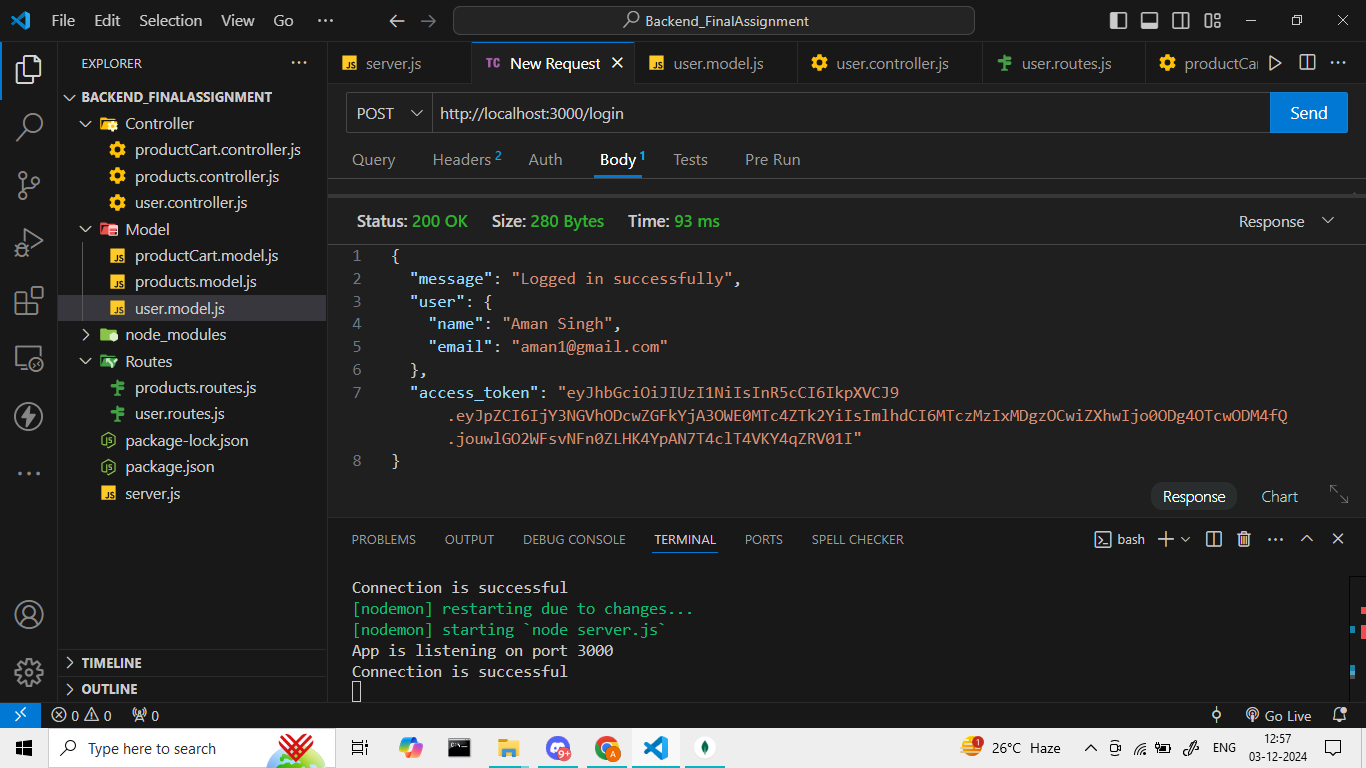 File Edit Selection View Go ··· Backend_FinalAssignment
EXPLORER ···
BACKEND_FINALASSIGNMENT
Controller
productCart.controller.js
products.controller.js
user.controller.js
Model
productCart.model.js
products.model.js
user.model.js
node_modules
Routes
products.routes.js
user.routes.js
package-lock.json
package.json
server.js
TIMELINE
OUTLINE
JS server.js TC New Request JS user.model.js user.controller.js user.routes.js productCa
POST http://localhost:3000/login Send
Query Headers 2 Auth Body 1 Tests Pre Run
Status: 200 OK Size: 280 Bytes Time: 93 ms Response
1 {
2 "message": "Logged in successfully",
3 "user": {
4 "name": "Aman Singh",
5 "email": "aman1@gmail.com"
6 },
7 "access_token": "eyJhbGciOiJIUzI1NiIsInR5cCI6IkpXVCJ9
.eyJpZCI6IjY3NGVhODcwZGFkYjA3OWE0MTc4ZTk2YiIsImlhdCI6MTczMzIxMDgzOCwiZXhwIjo0ODg4OTcwODM4fQ
.jouwlGO2WFsvNFn0ZLHK4YpAN7T4clT4VKY4qZRV01I"
8 }
Response Chart
PROBLEMS OUTPUT DEBUG CONSOLE TERMINAL PORTS SPELL CHECKER bash
Connection is successful
[nodemon] restarting due to changes...
[nodemon] starting `node server.js`
App is listening on port 3000
Connection is successful
0 0 0 Go Live
Type here to search 9+ A 1 26°C Haze ENG 12:57
03-12-2024